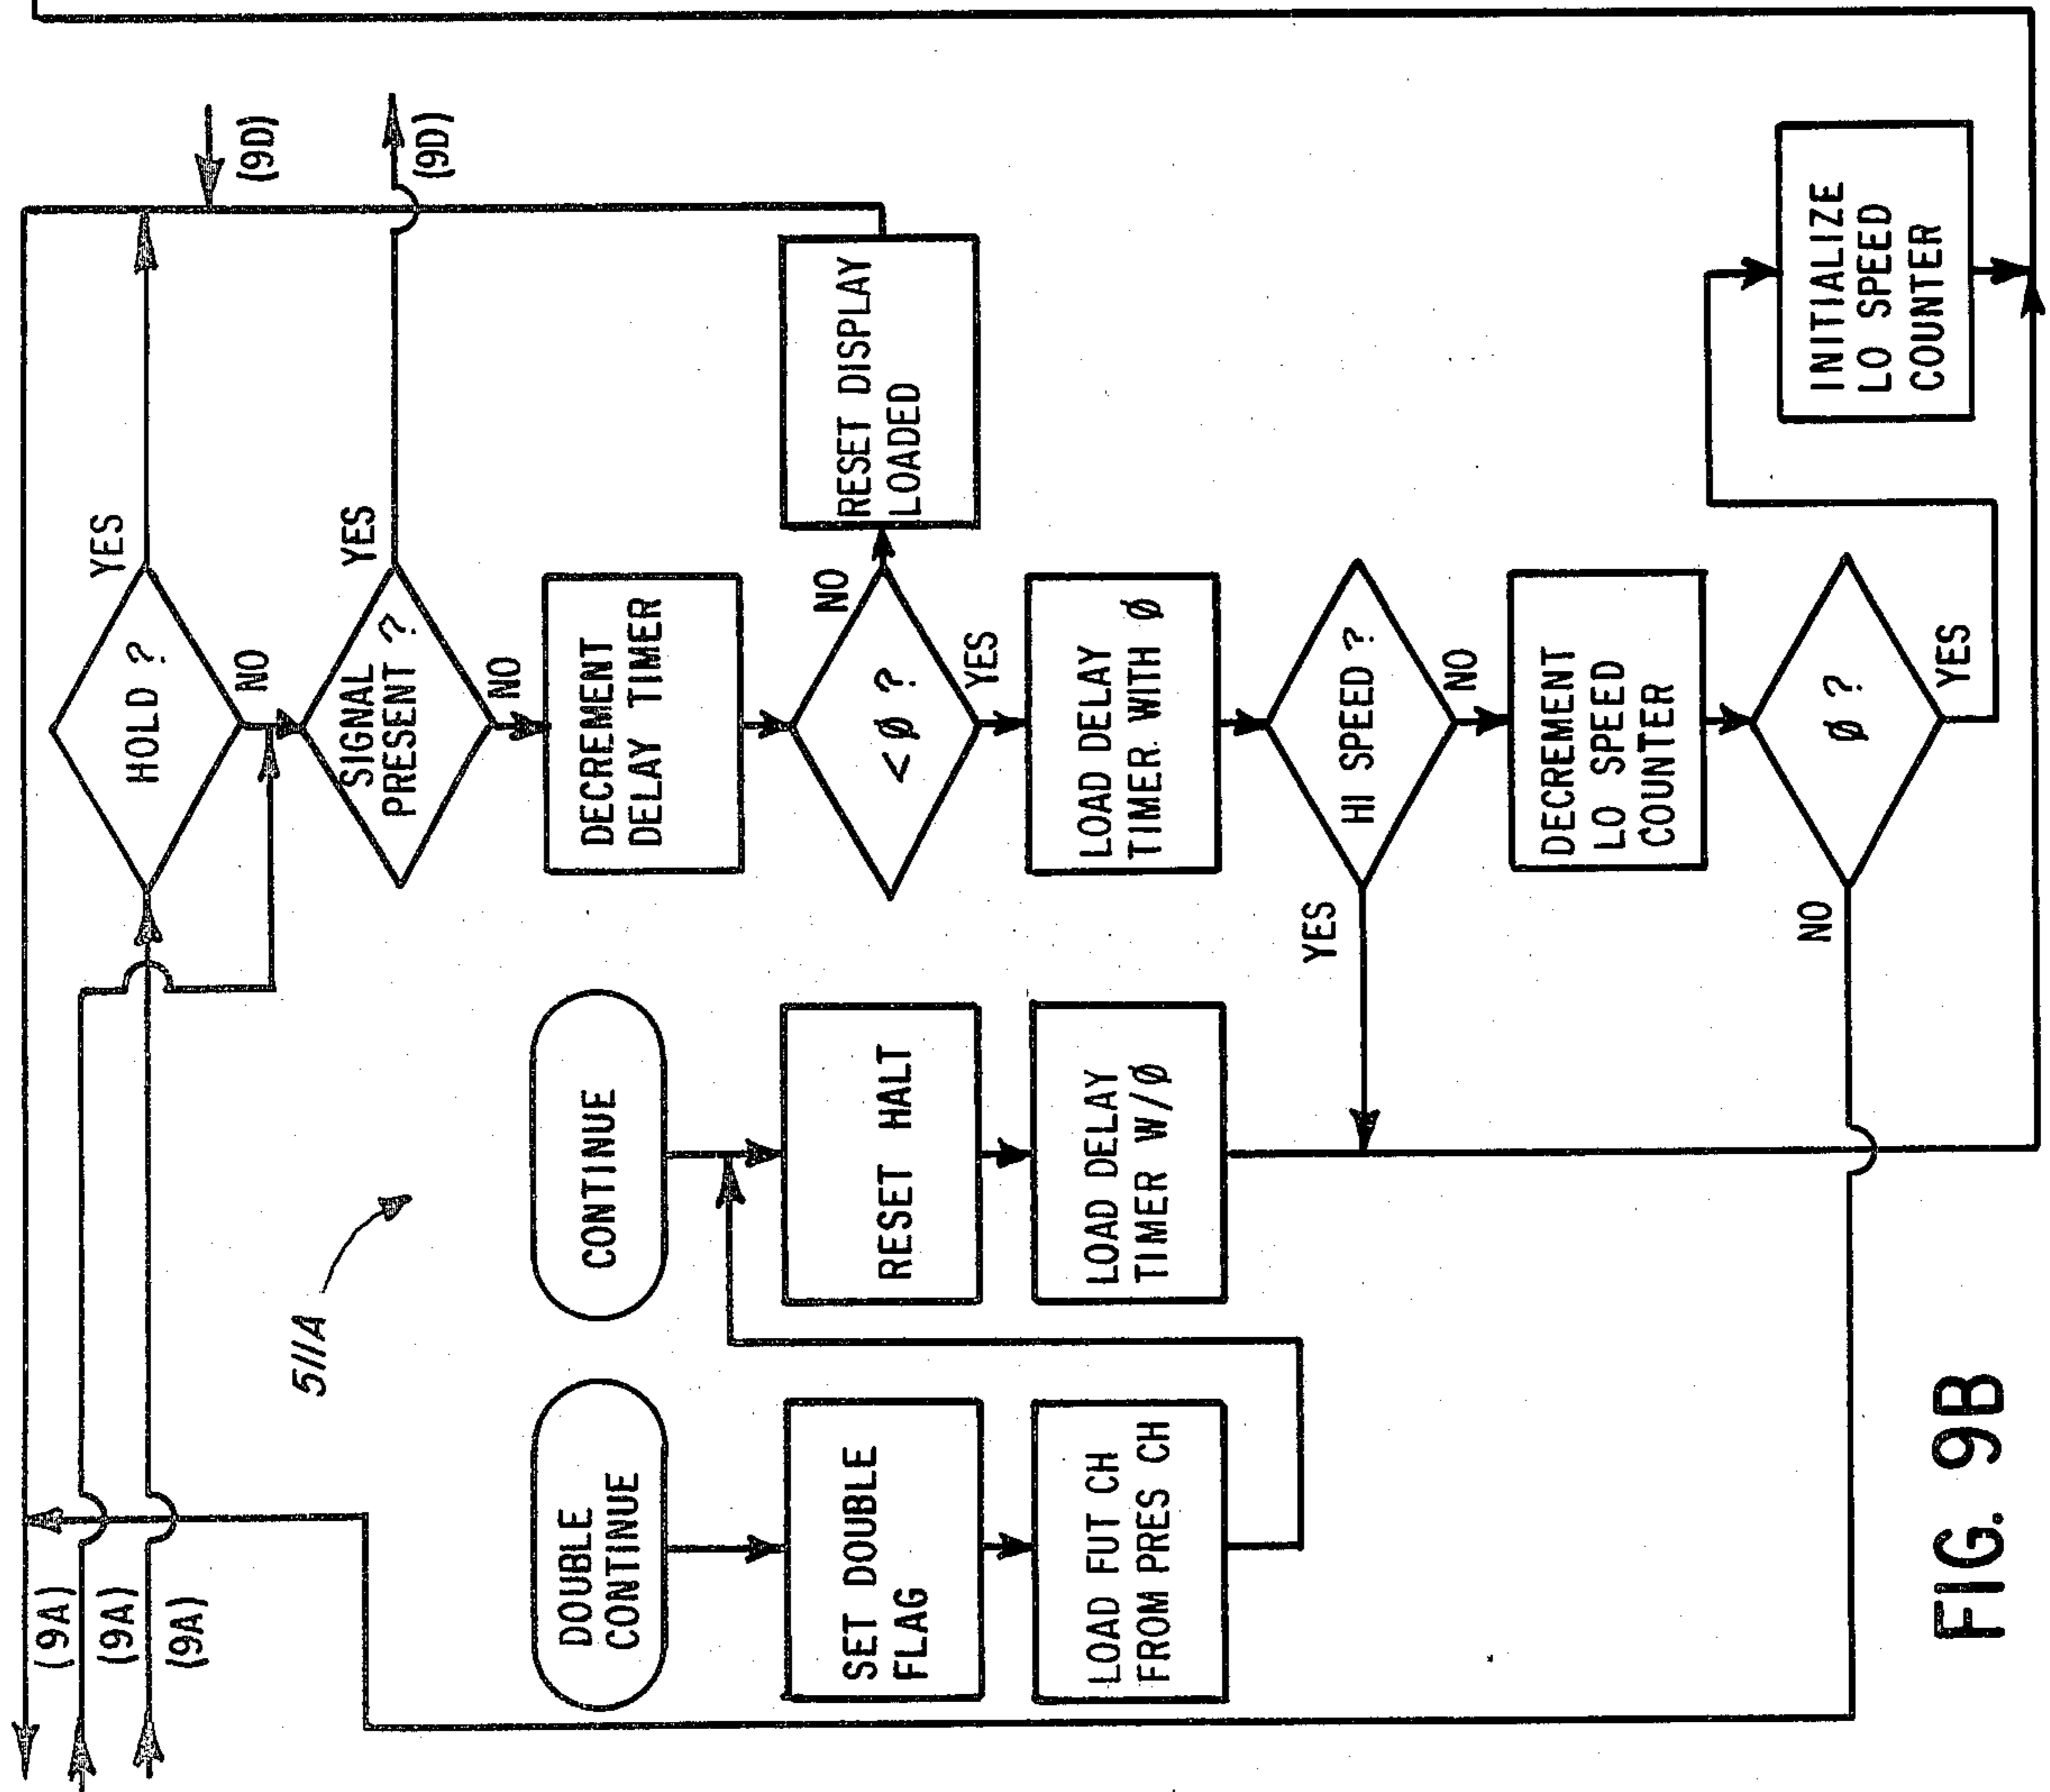 (9A)
(9A)
(9A)
511A
DOUBLE
CONTINUE
SET DOUBLE
FLAG
LOAD FUT CH
FROM PRES CH
CONTINUE
RESET HALT
LOAD DELAY
TIMER W/Ø
HOLD ?
YES
NO
SIGNAL
PRESENT ?
YES
NO
(9D)
(9D)
DECREMENT
DELAY TIMER
< Ø ?
NO
YES
RESET DISPLAY
LOADED
LOAD DELAY
TIMER WITH Ø
HI SPEED ?
YES
NO
DECREMENT
LO SPEED
COUNTER
Ø ?
NO
YES
INITIALIZE
LO SPEED
COUNTER
FIG. 9B